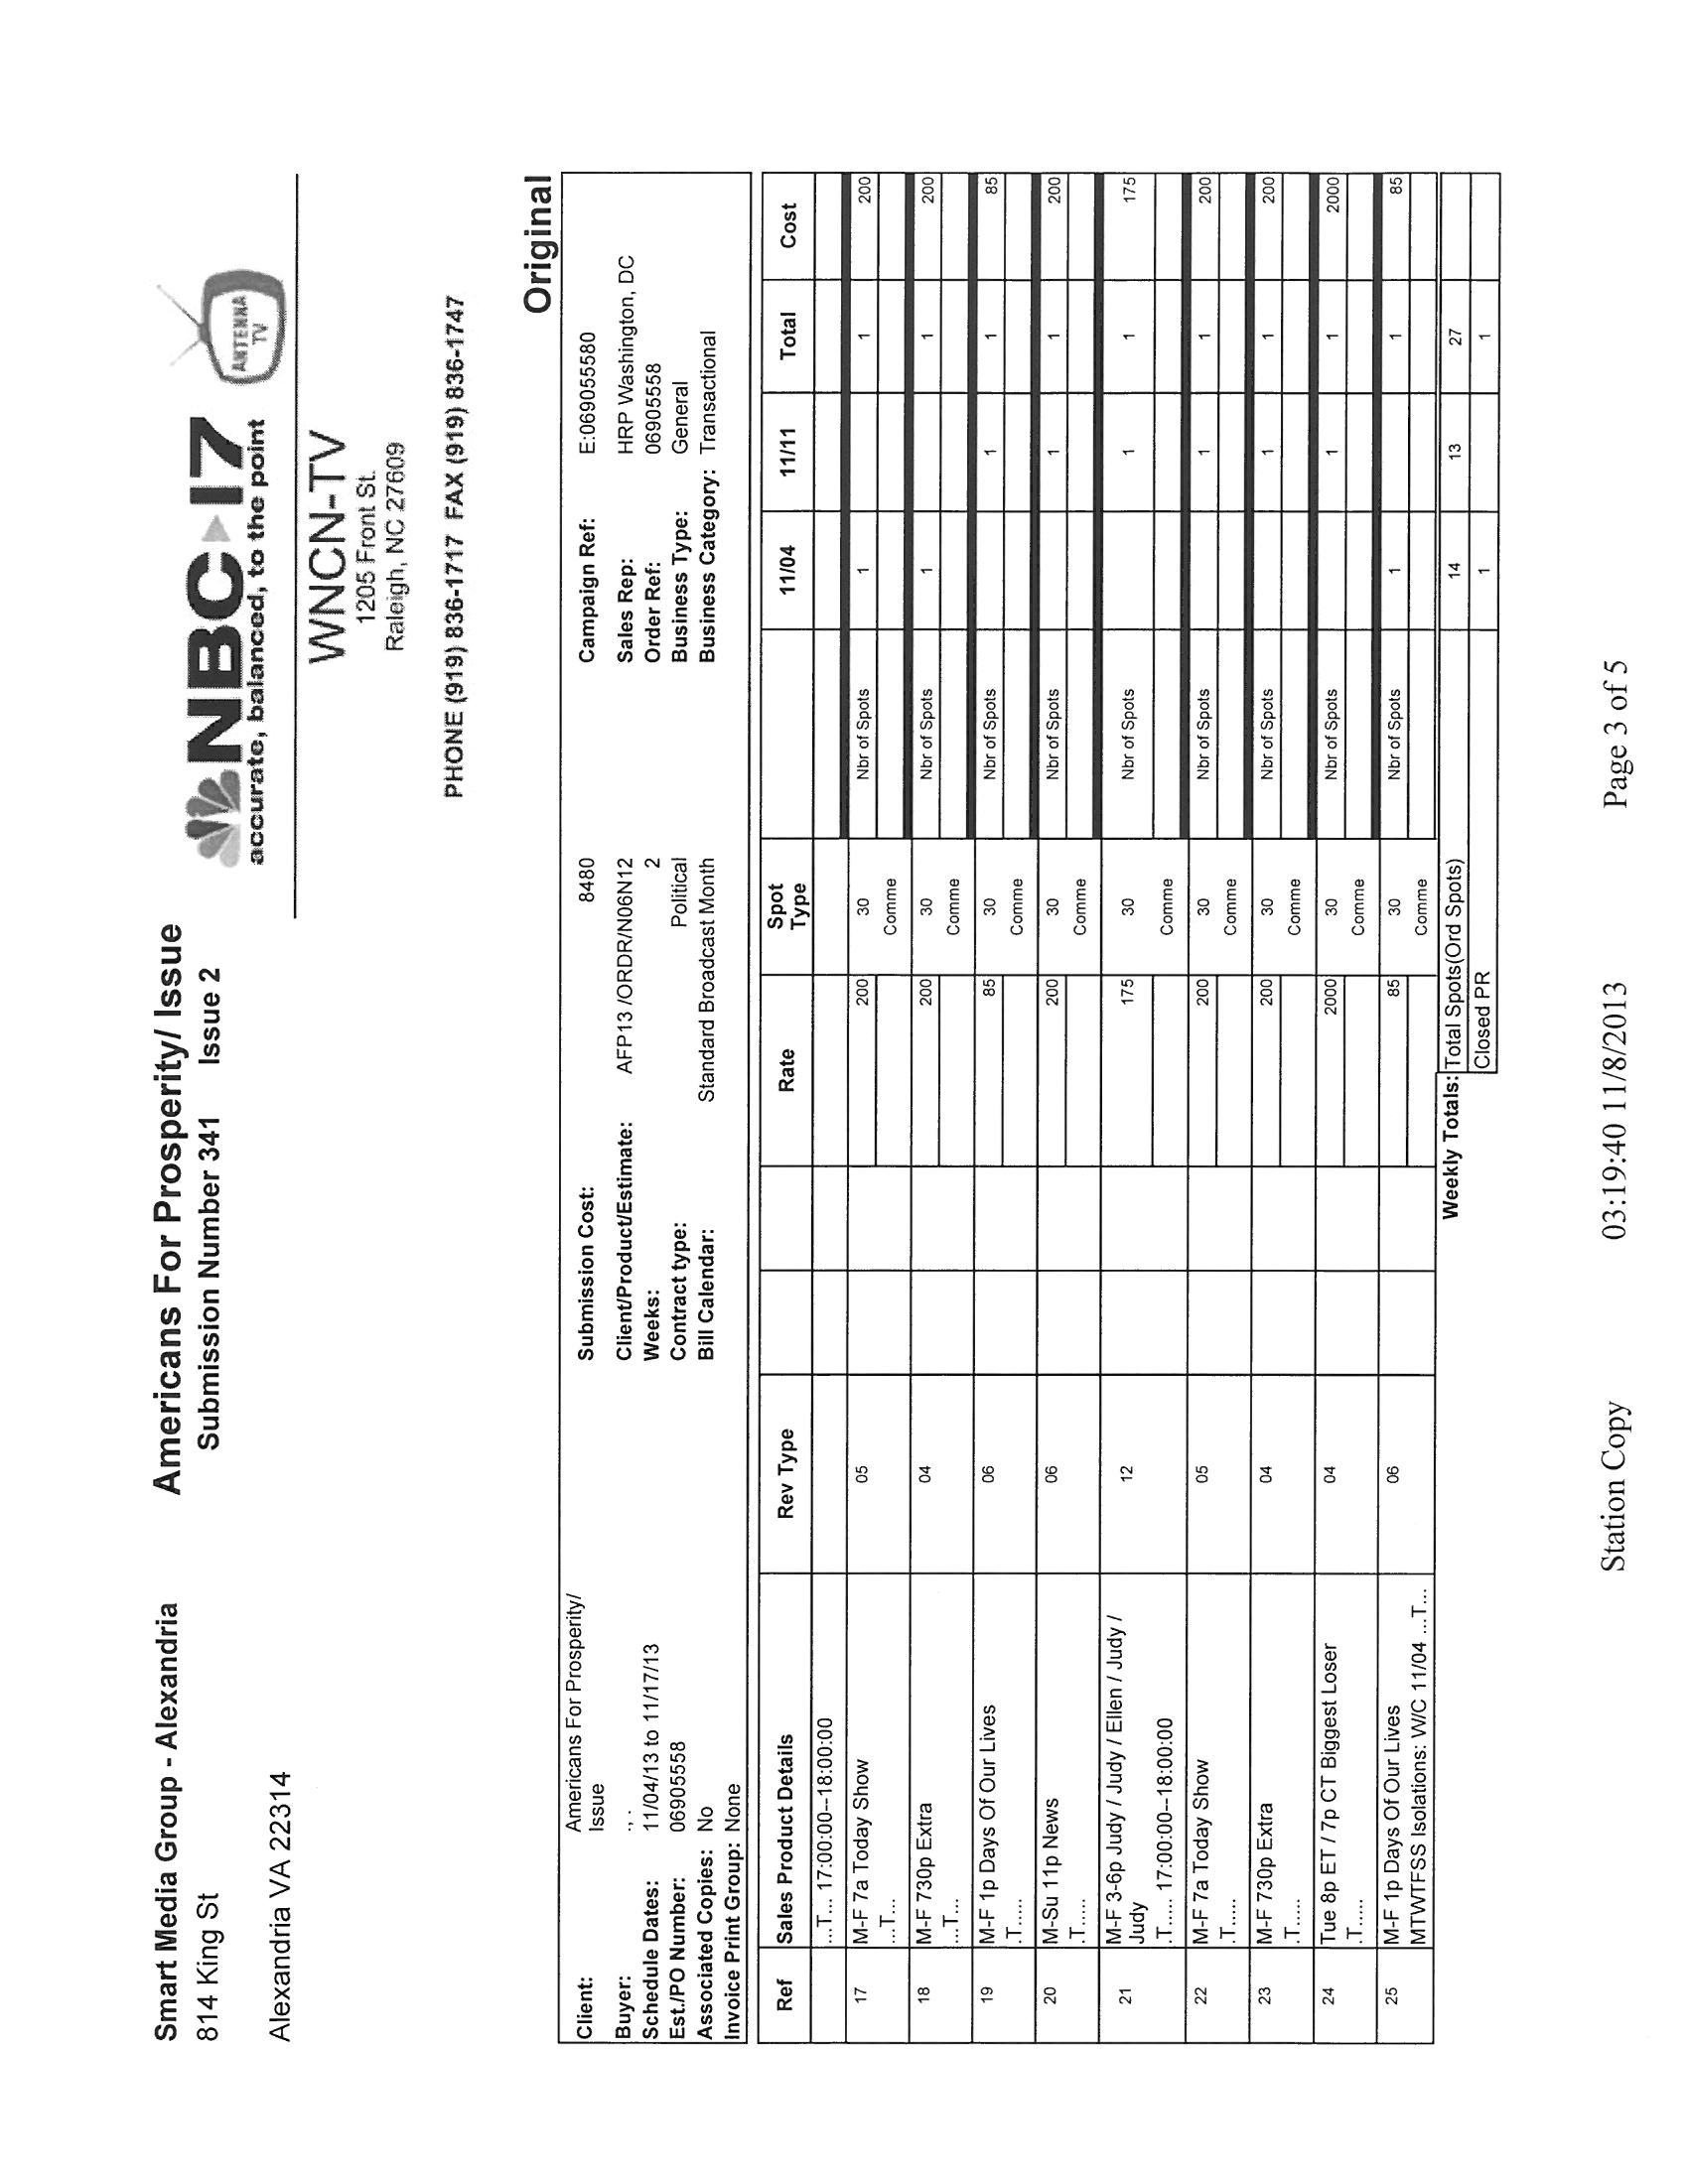 Smart Media Group - Alexandria
814 King St
Alexandria VA 22314
Americans For Prosperity/ Issue
Submission Number 341 Issue 2
NBC 17
accurate, balanced, to the point
ANTENNA TV
WNCN-TV
1205 Front St.
Raleigh, NC 27609
PHONE (919) 836-1717 FAX (919) 836-1747
Original
Client: Americans For Prosperity/ Issue Submission Cost: 8480 Campaign Ref: E:069055580
Buyer: ., . Client/Product/Estimate: AFP13 /ORDR/N06N12 Sales Rep: HRP Washington, DC
Schedule Dates: 11/04/13 to 11/17/13 Weeks: 2 Order Ref: 06905558
Est./PO Number: 06905558 Contract type: Political Business Type: General
Associated Copies: No Bill Calendar: Standard Broadcast Month Business Category: Transactional
Invoice Print Group: None
Ref Sales Product Details Rev Type Rate Spot Type 11/04 11/11 Total Cost
...T... 17:00:00--18:00:00
17 M-F 7a Today Show 05 200 30 Nbr of Spots 1 1 200
...T... Comme
18 M-F 730p Extra 04 200 30 Nbr of Spots 1 1 200
...T... Comme
19 M-F 1p Days Of Our Lives 06 85 30 Nbr of Spots 1 1 85
.T..... Comme
20 M-Su 11p News 06 200 30 Nbr of Spots 1 1 200
.T..... Comme
21 M-F 3-6p Judy / Judy / Ellen / Judy / 12 175 30 Nbr of Spots 1 1 175
Judy
.T..... 17:00:00--18:00:00 Comme
22 M-F 7a Today Show 05 200 30 Nbr of Spots 1 1 200
.T..... Comme
23 M-F 730p Extra 04 200 30 Nbr of Spots 1 1 200
.T..... Comme
24 Tue 8p ET / 7p CT Biggest Loser 04 2000 30 Nbr of Spots 1 1 2000
.T..... Comme
25 M-F 1p Days Of Our Lives 06 85 30 Nbr of Spots 1 1 85
MTWTFSS Isolations: W/C 11/04 ...T... Comme
Weekly Totals: Total Spots(Ord Spots) 14 13 27
Closed PR 1 1
Station Copy 03:19:40 11/8/2013 Page 3 of 5